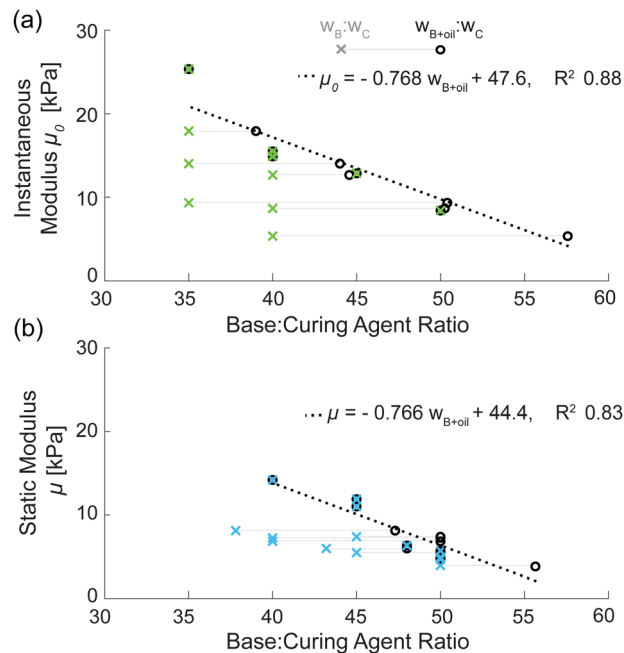 (a)
w_B:w_C w_B+oil:w_C
μ_0 = - 0.768 w_B+oil + 47.6, R² 0.88
Instantaneous
Modulus μ_0 [kPa]
30
20
10
0
30 35 40 45 50 55 60
Base:Curing Agent Ratio
(b)
μ = - 0.766 w_B+oil + 44.4, R² 0.83
Static Modulus
μ [kPa]
30
20
10
0
30 35 40 45 50 55 60
Base:Curing Agent Ratio